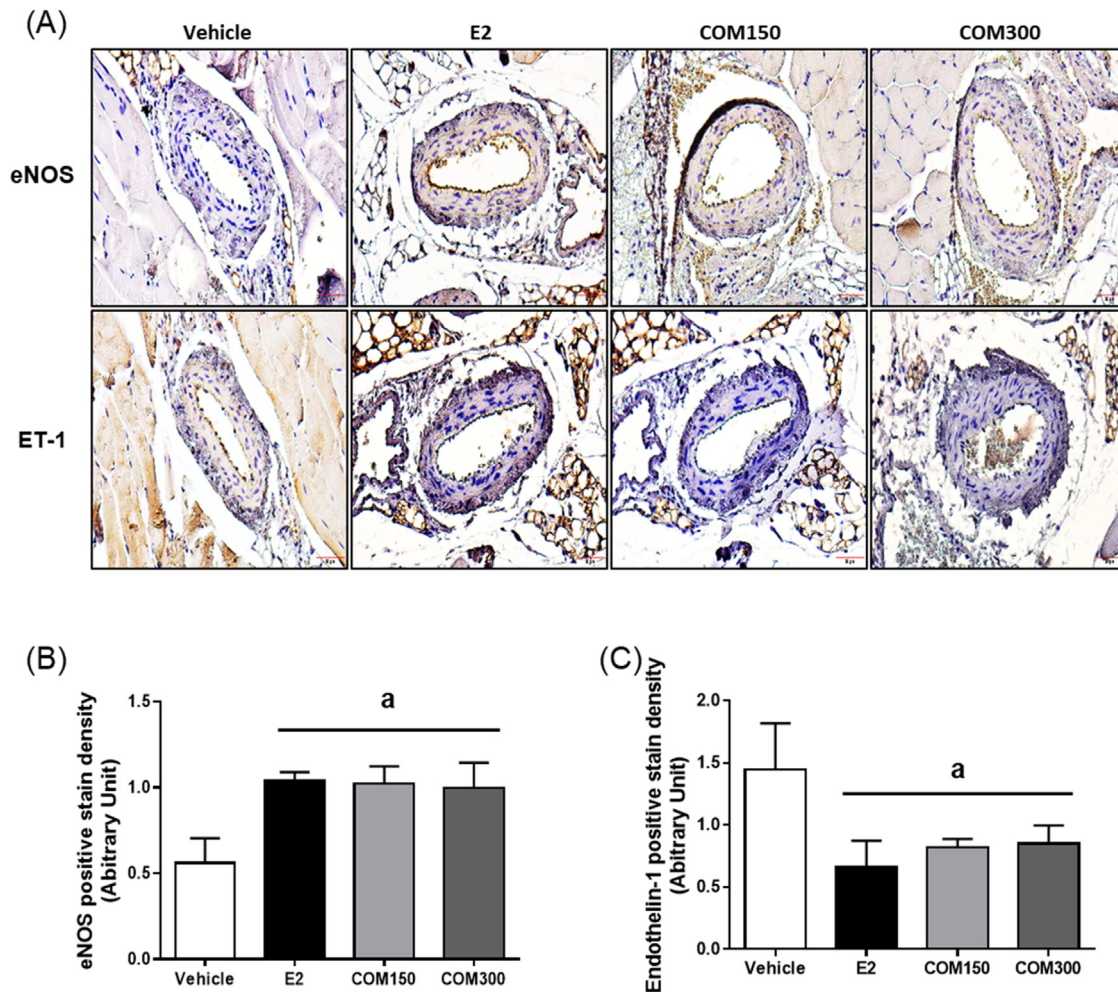 (A)
Vehicle E2 COM150 COM300
eNOS
ET-1
(B)
eNOS positive stain density
(Abitrary Unit)
1.5
1.0
0.5
0.0
a
Vehicle E2 COM150 COM300
(C)
Endothelin-1 positive stain density
(Abitrary Unit)
2.0
1.5
1.0
0.5
0.0
a
Vehicle E2 COM150 COM300